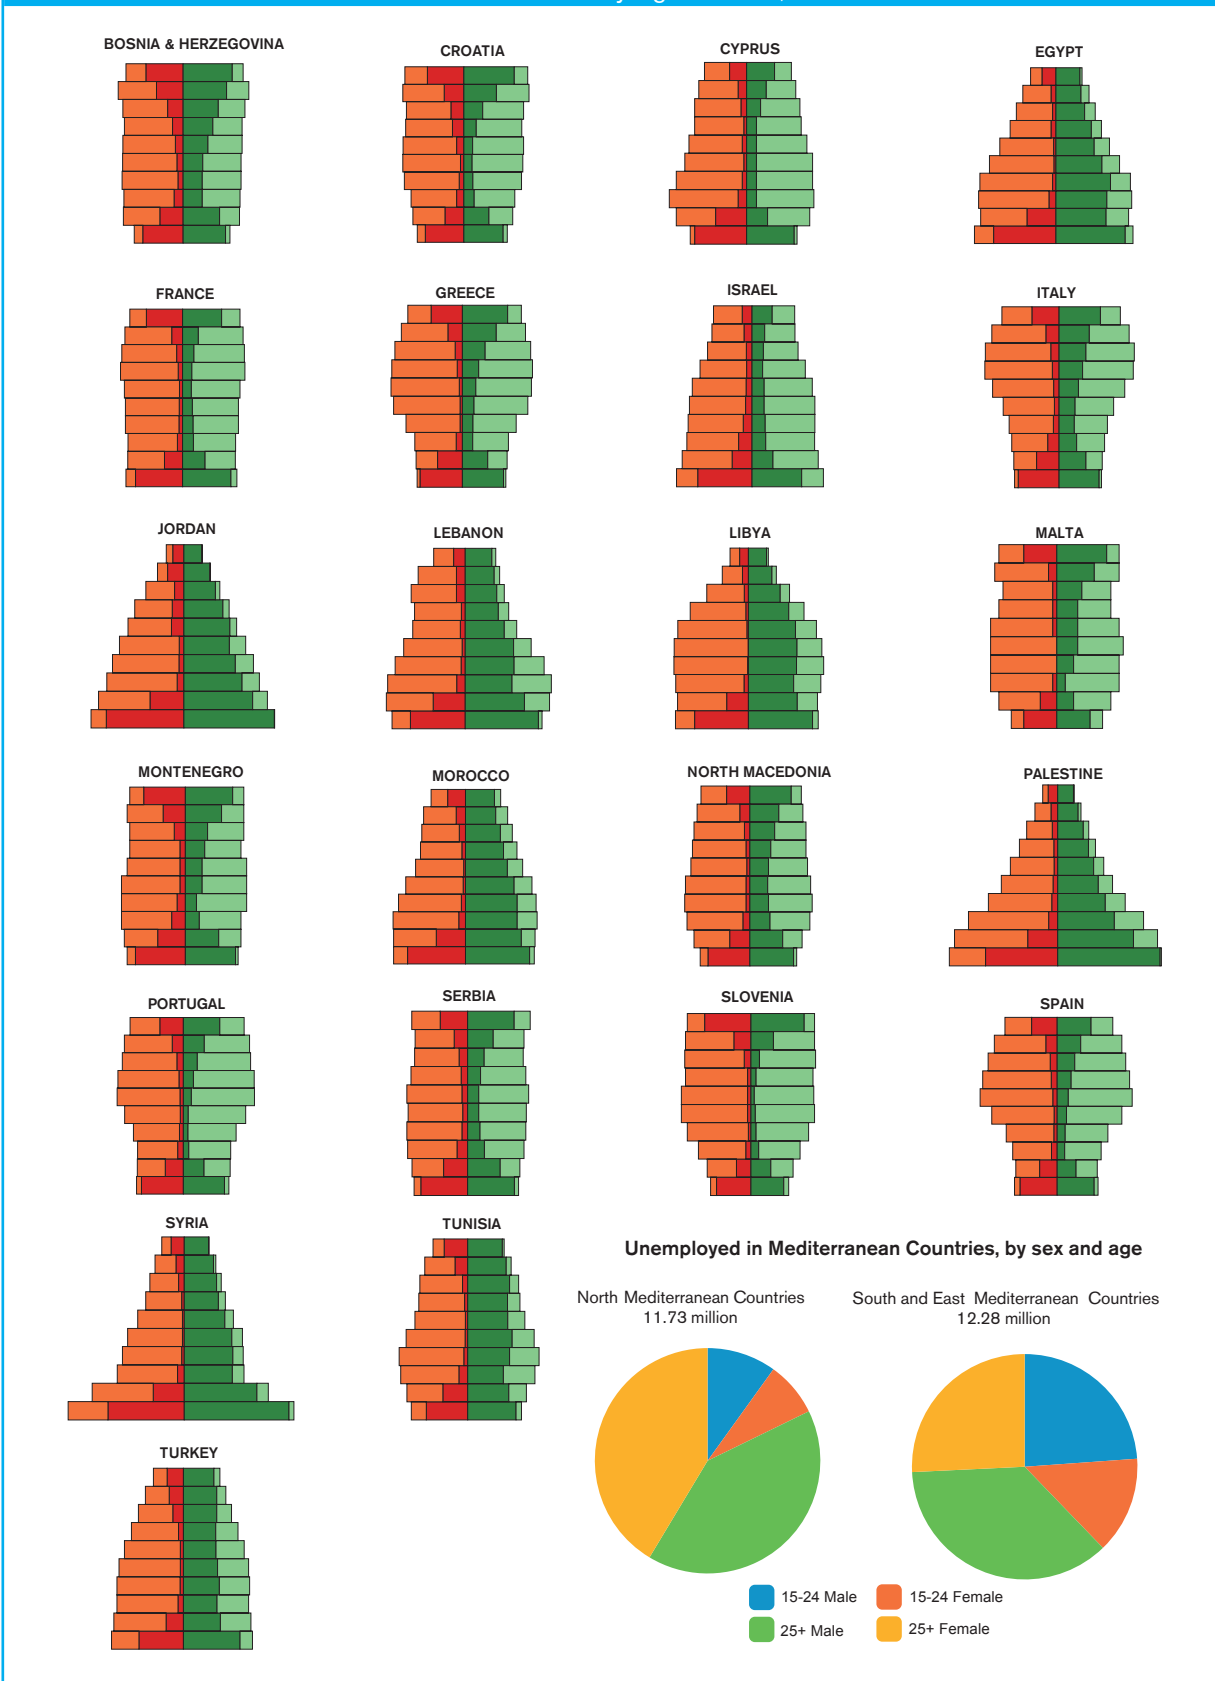 BOSNIA & HERZEGOVINA
CROATIA
CYPRUS
EGYPT
FRANCE
GREECE
ISRAEL
ITALY
JORDAN
LEBANON
LIBYA
MALTA
MONTENEGRO
MOROCCO
NORTH MACEDONIA
PALESTINE
PORTUGAL
SERBIA
SLOVENIA
SPAIN
SYRIA
TUNISIA
TURKEY
Unemployed in Mediterranean Countries, by sex and age
North Mediterranean Countries
11.73 million
South and East Mediterranean Countries
12.28 million
15-24 Male
15-24 Female
25+ Male
25+ Female